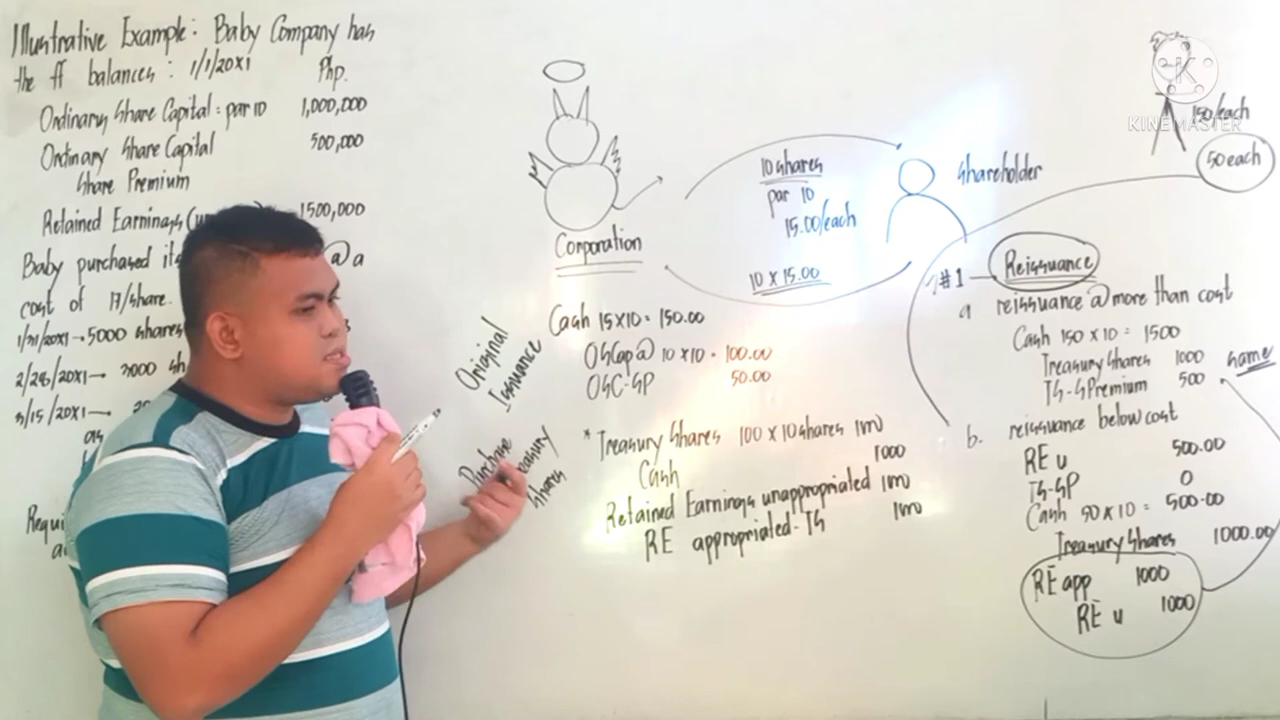 Illustrative Example: Baby Company has
the ff balances: 1/1/20X1 Php.
Ordinary Share Capital: par 10 1,000,000
Ordinary Share Capital 500,000
Share Premium
Retained Earnings 1500,000
Baby purchased its @ a
cost of 17/share.
1/31/20X1 → 5000 shares
2/28/20X1 → 3000 sh
3/15/20X1 →
as
Requi
Corporation
10 shares
par 10
15.00/each
10 x 15.00
Shareholder
KINEMASTER
150/each
50 each
Original
Issuance
Cash 15x10 = 150.00
OSCap@ 10 x 10 = 100.00
OSC-SP 50.00
Purchase
Treasury
Shares
* Treasury Shares 100 x 10 shares 1000
Cash 1000
Retained Earnings unappropriated 1000
RE appropriated-TS 1000
#1 Reissuance
a reissuance @ more than cost
Cash 150 x 10 = 1500
Treasury Shares 1000
TS-SPremium 500
same
b. reissuance below cost
RE u 500.00
TS-SP 0
Cash 50 x 10 = 500.00
Treasury Shares 1000.00
RE app 1000
RE u 1000